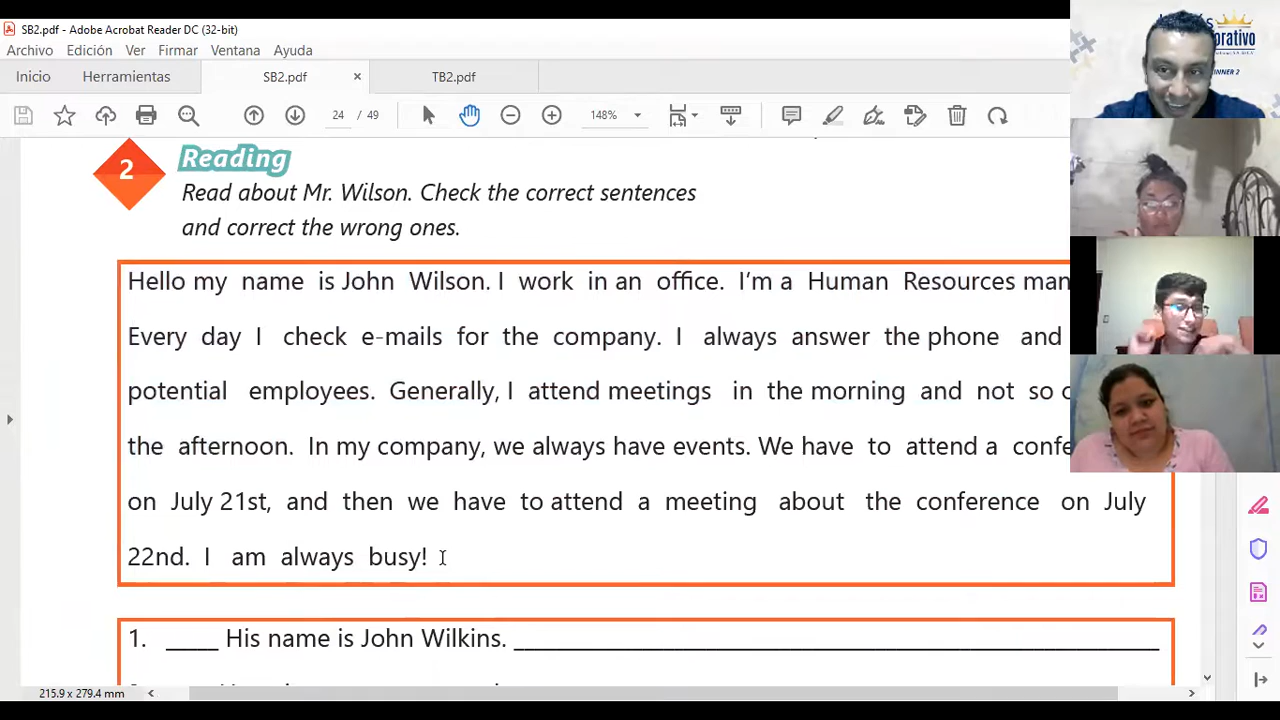 SB2.pdf - Adobe Acrobat Reader DC (32-bit)
Archivo Edición Ver Firmar Ventana Ayuda
Inicio Herramientas SB2.pdf × TB2.pdf
24 / 49 148%
2
Reading
Read about Mr. Wilson. Check the correct sentences
and correct the wrong ones.
Hello my name is John Wilson. I work in an office. I'm a Human Resources man
Every day I check e-mails for the company. I always answer the phone and
potential employees. Generally, I attend meetings in the morning and not so
the afternoon. In my company, we always have events. We have to attend a confe
on July 21st, and then we have to attend a meeting about the conference on July
22nd. I am always busy!
1. _____ His name is John Wilkins. ____________________
215.9 x 279.4 mm